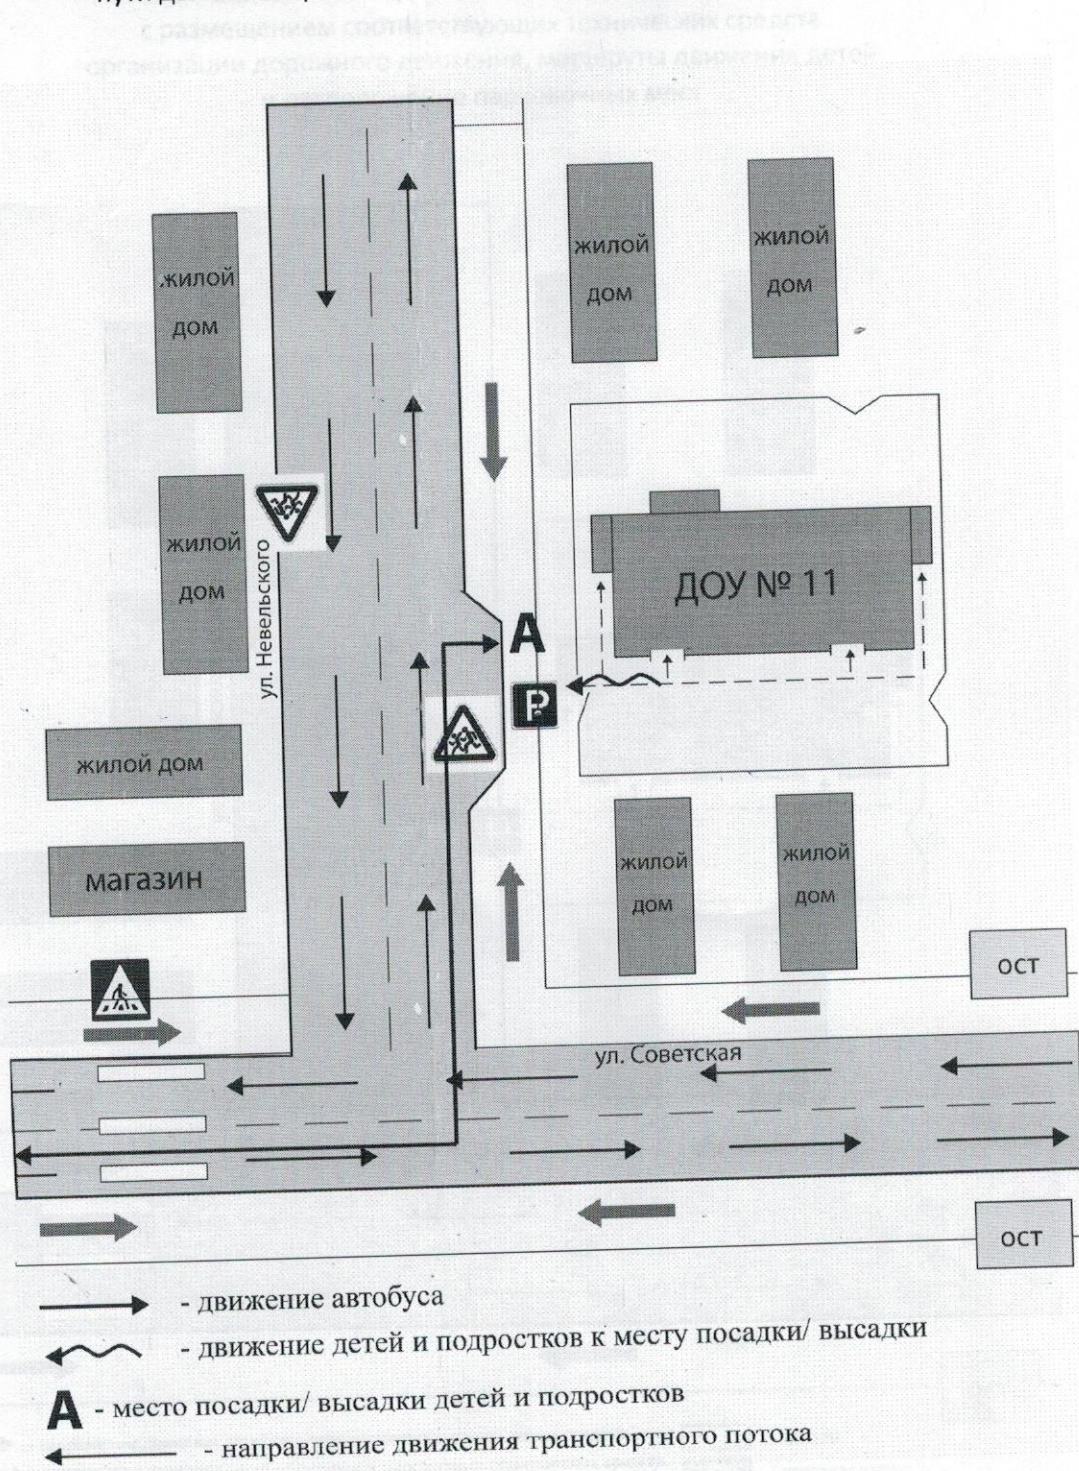 с размещением соответствующих технических средств
организации дорожного движения, маршруты движения детей
парковочных мест
ЖИЛОЙ
ДОМ
ЖИЛОЙ
ДОМ
ЖИЛОЙ
ДОМ
ЖИЛОЙ
ДОМ
ул. Невельского
ДОУ № 11
А
P
ЖИЛОЙ ДОМ
магазин
ЖИЛОЙ
ДОМ
ЖИЛОЙ
ДОМ
ОСТ
ул. Советская
ОСТ
- движение автобуса
- движение детей и подростков к месту посадки/ высадки
А - место посадки/ высадки детей и подростков
- направление движения транспортного потока